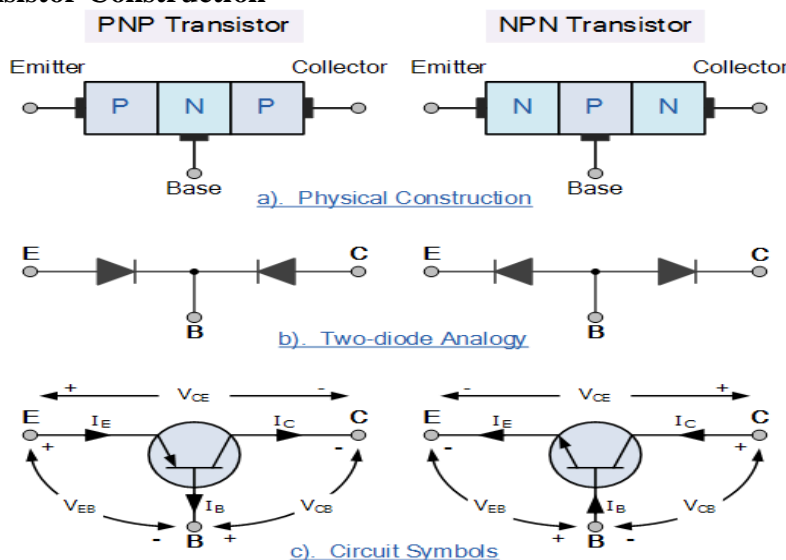 PNP Transistor NPN Transistor
Emitter Collector Emitter Collector
P N P N P N
Base Base
a). Physical Construction
E C E C
B B
b). Two-diode Analogy
+ VCE - - VCE +
E IE IC C E IE IC C
+ - - +
VEB IB VCB VEB IB VCB
- B + + B -
c). Circuit Symbols